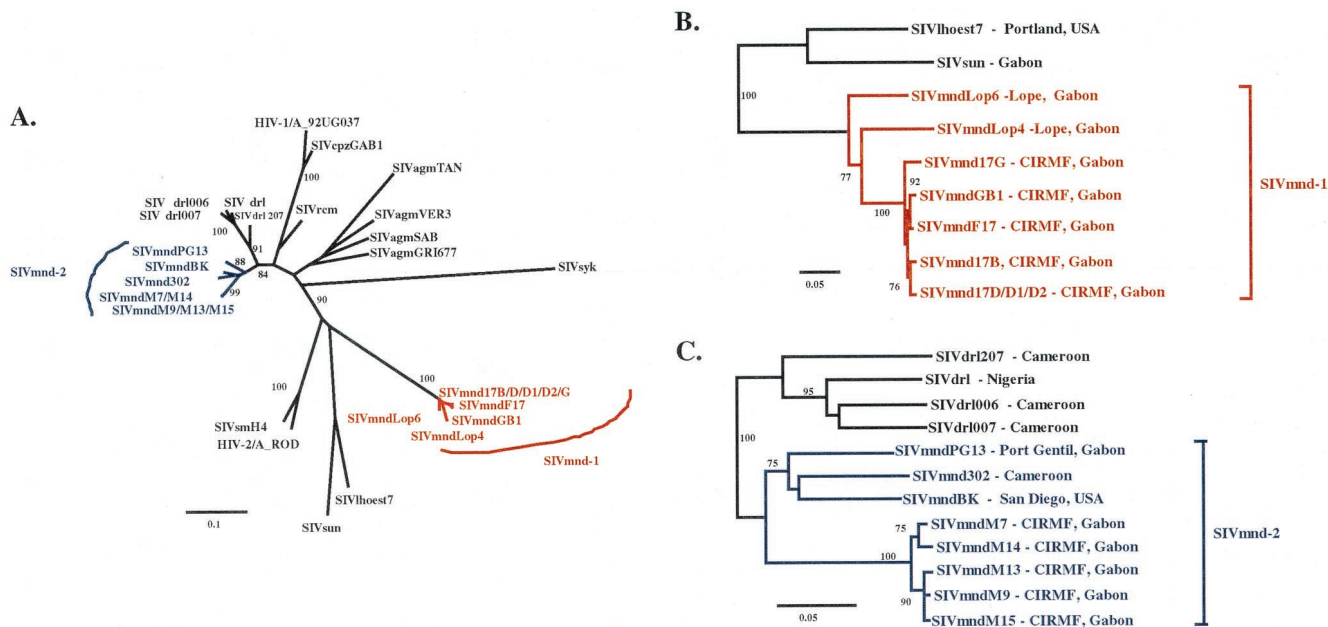 A.
HIV-1/A_92UG037
SIVcpzGAB1
100
SIVagmTAN
SIV drl006
SIV drl
SIV drl007
SIVdrl 207
SIVrcm
100
91
SIVagmVER3
SIVagmSAB
SIVagmGRI677
SIVmndPG13
SIVmndBK
88
84
SIVmnd-2
SIVmnd302
99
SIVsyk
SIVmndM7/M14
SIVmndM9/M13/M15
90
100
100
SIVmnd17B/D/D1/D2/G
SIVmndF17
SIVmndLop6
SIVmndGB1
SIVsmH4
SIVmndLop4
HIV-2/A_ROD
SIVmnd-1
SIVlhoest7
0.1
SIVsun
B.
SIVlhoest7 - Portland, USA
SIVsun - Gabon
100
SIVmndLop6 -Lope, Gabon
SIVmndLop4 -Lope, Gabon
SIVmnd17G - CIRMF, Gabon
77
92
SIVmndGB1 - CIRMF, Gabon
SIVmnd-1
100
SIVmndF17 - CIRMF, Gabon
SIVmnd17B, CIRMF, Gabon
0.05
76
SIVmnd17D/D1/D2 - CIRMF, Gabon
C.
SIVdrl207 - Cameroon
SIVdrl - Nigeria
95
SIVdrl006 - Cameroon
SIVdrl007 - Cameroon
100
SIVmndPG13 - Port Gentil, Gabon
75
SIVmnd302 - Cameroon
SIVmndBK - San Diego, USA
SIVmndM7 - CIRMF, Gabon
75
SIVmnd-2
SIVmndM14 - CIRMF, Gabon
100
SIVmndM13 - CIRMF, Gabon
SIVmndM9 - CIRMF, Gabon
90
0.05
SIVmndM15 - CIRMF, Gabon